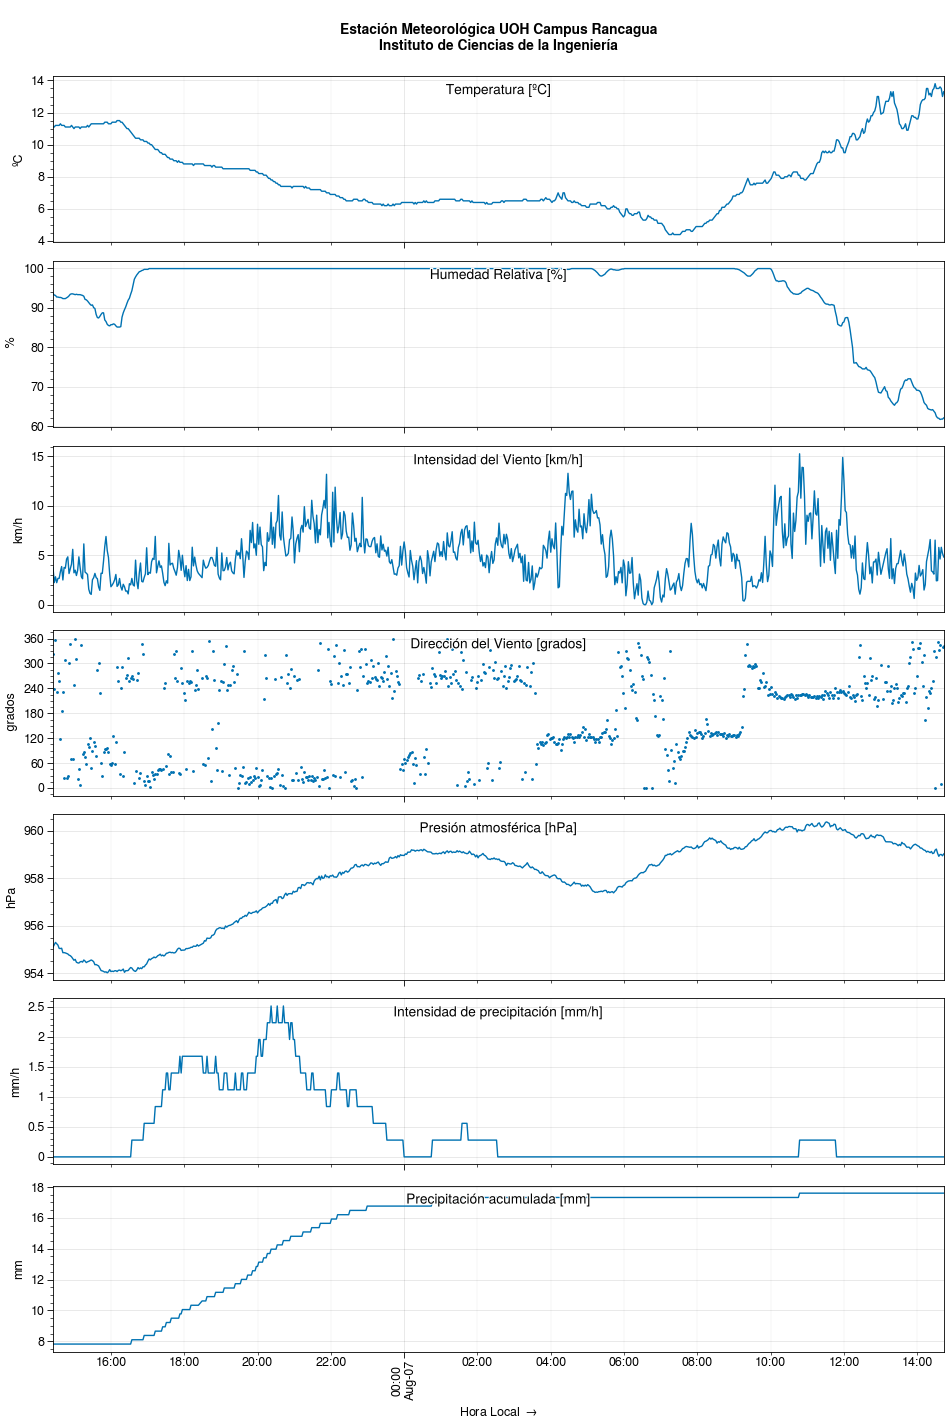 Estación Meteorológica UOH Campus Rancagua
Instituto de Ciencias de la Ingeniería
Temperatura [ºC]
ºC
14
12
10
8
6
4
Humedad Relativa [%]
%
100
90
80
70
60
Intensidad del Viento [km/h]
km/h
15
10
5
0
Dirección del Viento [grados]
grados
360
300
240
180
120
60
0
Presión atmosférica [hPa]
hPa
960
958
956
954
Intensidad de precipitación [mm/h]
mm/h
2.5
2
1.5
1
0.5
0
Precipitación acumulada [mm]
mm
18
16
14
12
10
8
16:00 18:00 20:00 22:00 00:00 02:00 04:00 06:00 08:00 10:00 12:00 14:00
Aug-07
Hora Local →